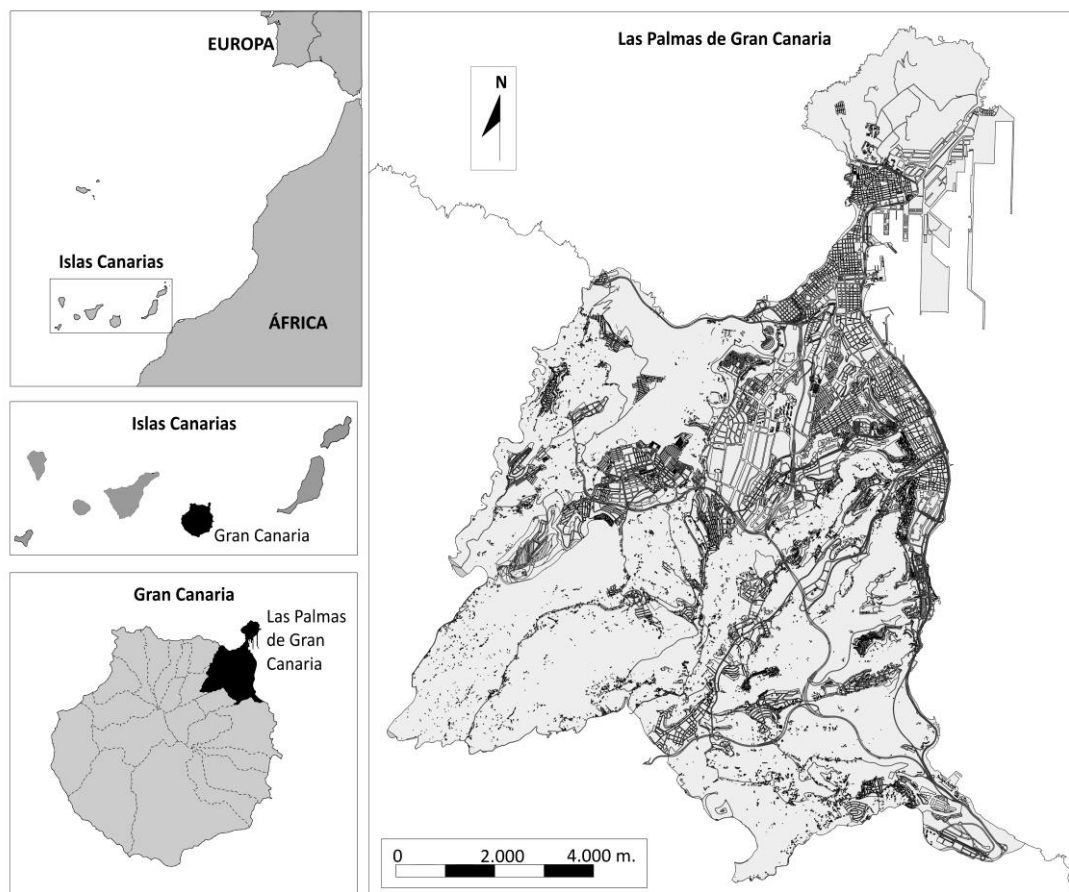 EUROPA
Islas Canarias
ÁFRICA
Islas Canarias
Gran Canaria
Gran Canaria
Las Palmas
de Gran
Canaria
Las Palmas de Gran Canaria
N
0 2.000 4.000 m.